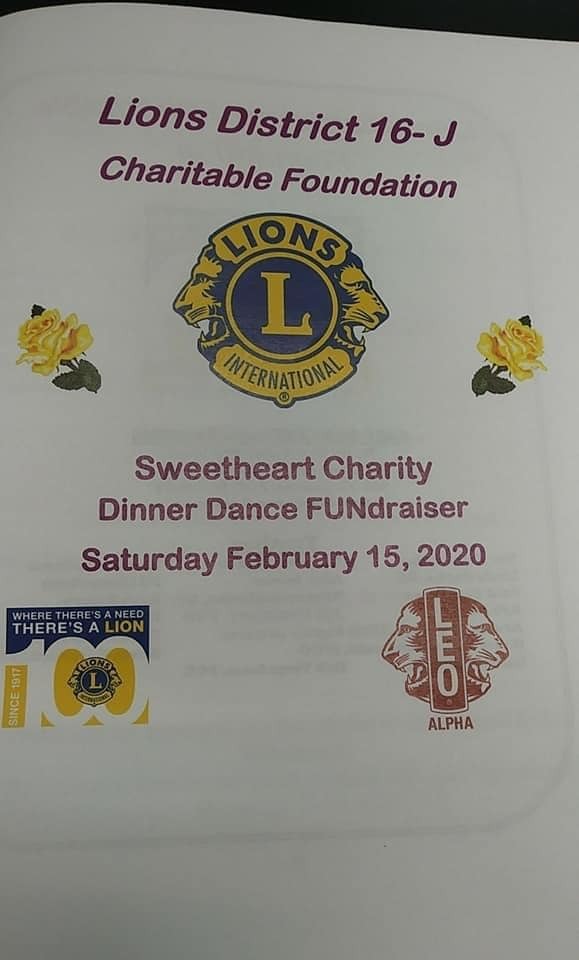 Lions District 16- J
Charitable Foundation
LIONS
L
INTERNATIONAL
®
Sweetheart Charity
Dinner Dance FUNdraiser
Saturday February 15, 2020
WHERE THERE'S A NEED
THERE'S A LION
SINCE 1917
100
LIONS
L
INTERNATIONAL
LEO
®
ALPHA